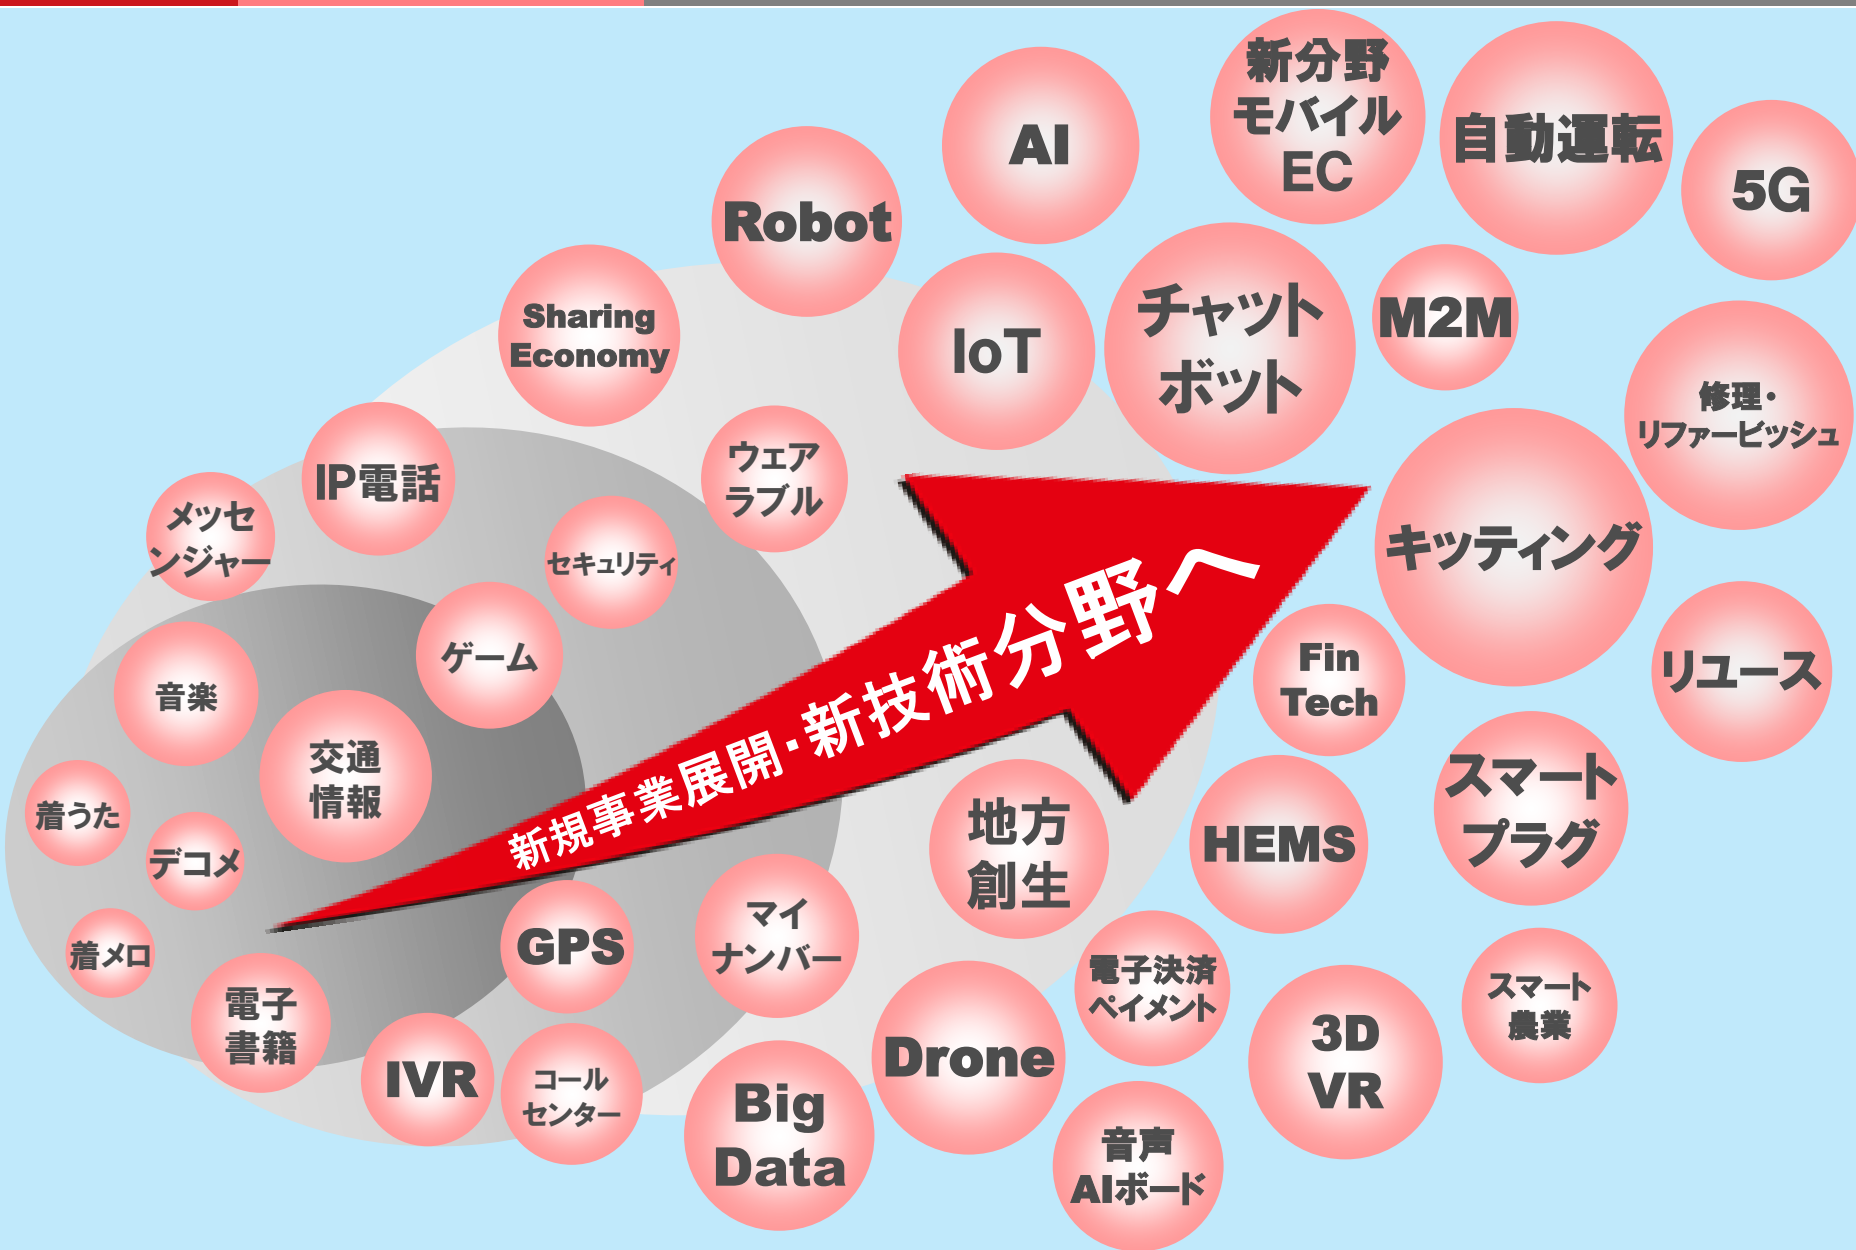 新分野
モバイル
EC
自動運転
5G
AI
Robot
Sharing
Economy
IoT
チャット
ボット
M2M
修理・
リファービッシュ
IP電話
ウェア
ラブル
メッセ
ンジャー
セキュリティ
キッティング
ゲーム
音楽
交通
情報
新規事業展開・新技術分野へ
Fin
Tech
リユース
着うた
デコメ
地方
創生
HEMS
スマート
プラグ
着メロ
電子
書籍
GPS
マイ
ナンバー
電子決済
ペイメント
スマート
農業
IVR
コール
センター
Big
Data
Drone
3D
VR
音声
AIボード